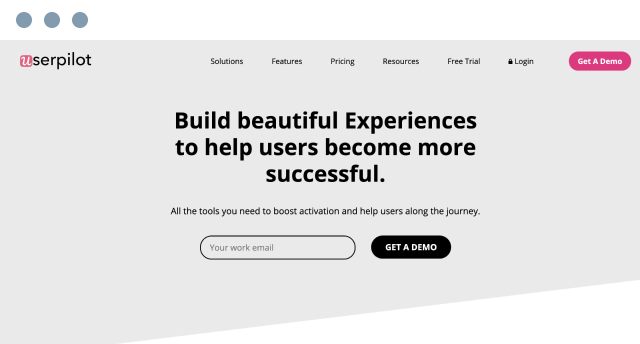 userpilot
Solutions Features Pricing Resources Free Trial Login Get A Demo
Build beautiful Experiences
to help users become more
successful.
All the tools you need to boost activation and help users along the journey.
Your work email GET A DEMO